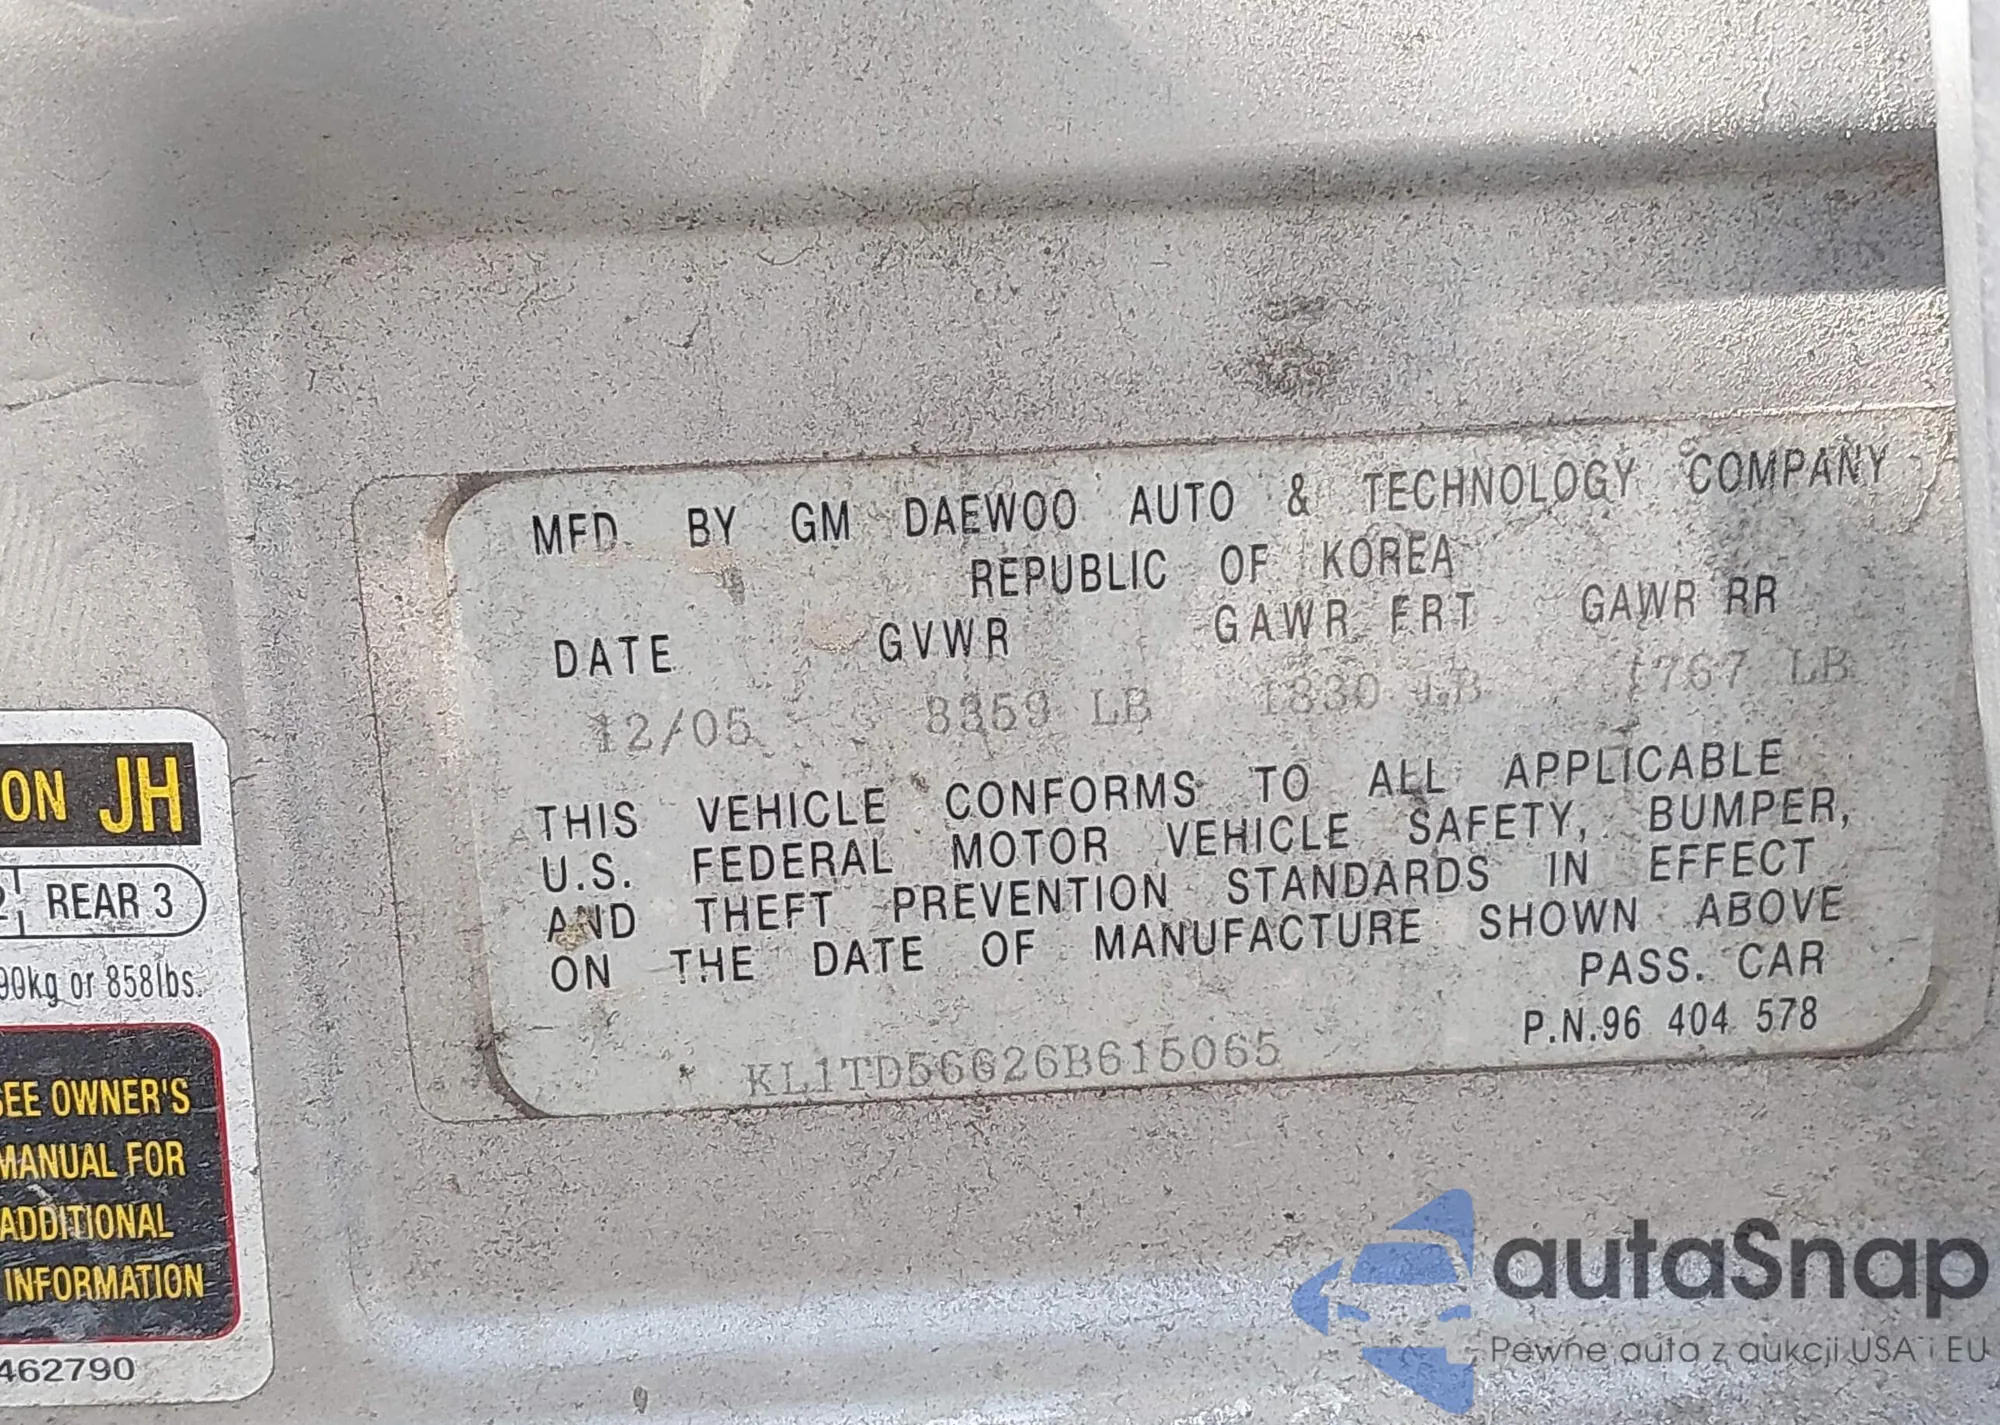 MFD. BY GM DAEWOO AUTO & TECHNOLOGY COMPANY
REPUBLIC OF KOREA
DATE GVWR GAWR FRT GAWR RR
12/05 3359 LB 1830 LB 1767 LB
THIS VEHICLE CONFORMS TO ALL APPLICABLE
U.S. FEDERAL MOTOR VEHICLE SAFETY, BUMPER,
AND THEFT PREVENTION STANDARDS IN EFFECT
ON THE DATE OF MANUFACTURE SHOWN ABOVE
PASS. CAR
P.N.96 404 578
* KL1TD56626B615065
ON JH
2 REAR 3
90kg or 858lbs.
SEE OWNER'S
MANUAL FOR
ADDITIONAL
INFORMATION
462790
autaSnap
Pewne auta z aukcji USA i EU